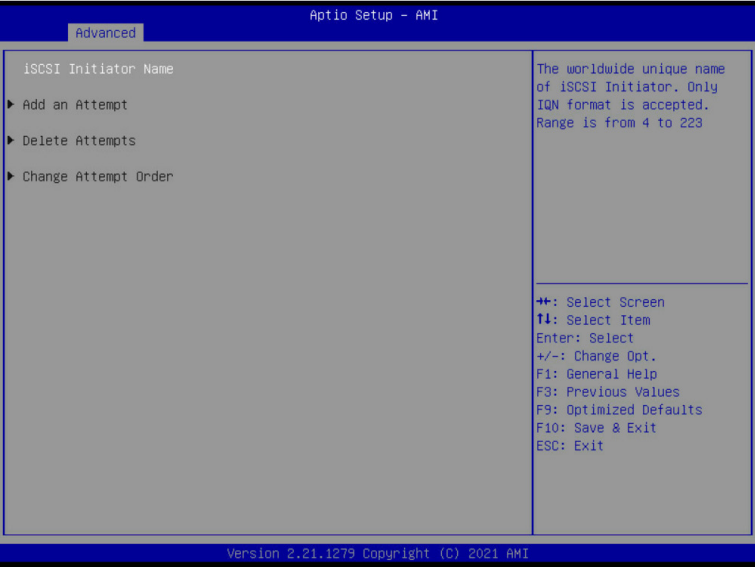 Aptio Setup – AMI
Advanced
iSCSI Initiator Name
▶ Add an Attempt
▶ Delete Attempts
▶ Change Attempt Order
The worldwide unique name
of iSCSI Initiator. Only
IQN format is accepted.
Range is from 4 to 223
→←: Select Screen
↑↓: Select Item
Enter: Select
+/-: Change Opt.
F1: General Help
F3: Previous Values
F9: Optimized Defaults
F10: Save & Exit
ESC: Exit
Version 2.21.1279 Copyright (C) 2021 AMI